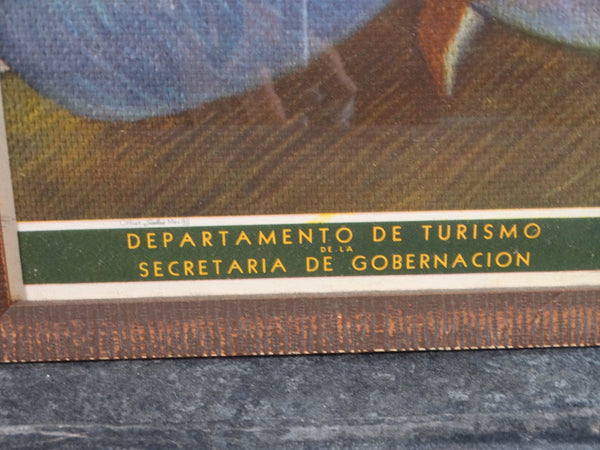 DEPARTAMENTO DE TURISMO
DE LA
SECRETARIA DE GOBERNACION